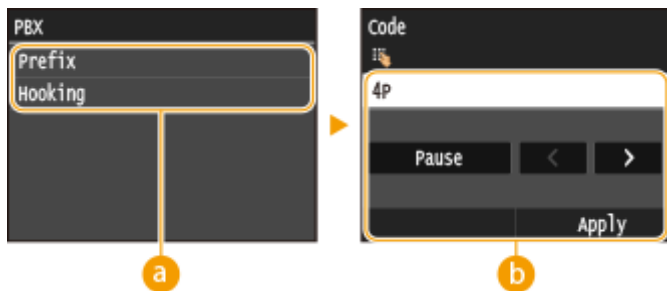 PBX
Prefix
Hooking
a
Code
4P
Pause < >
Apply
b